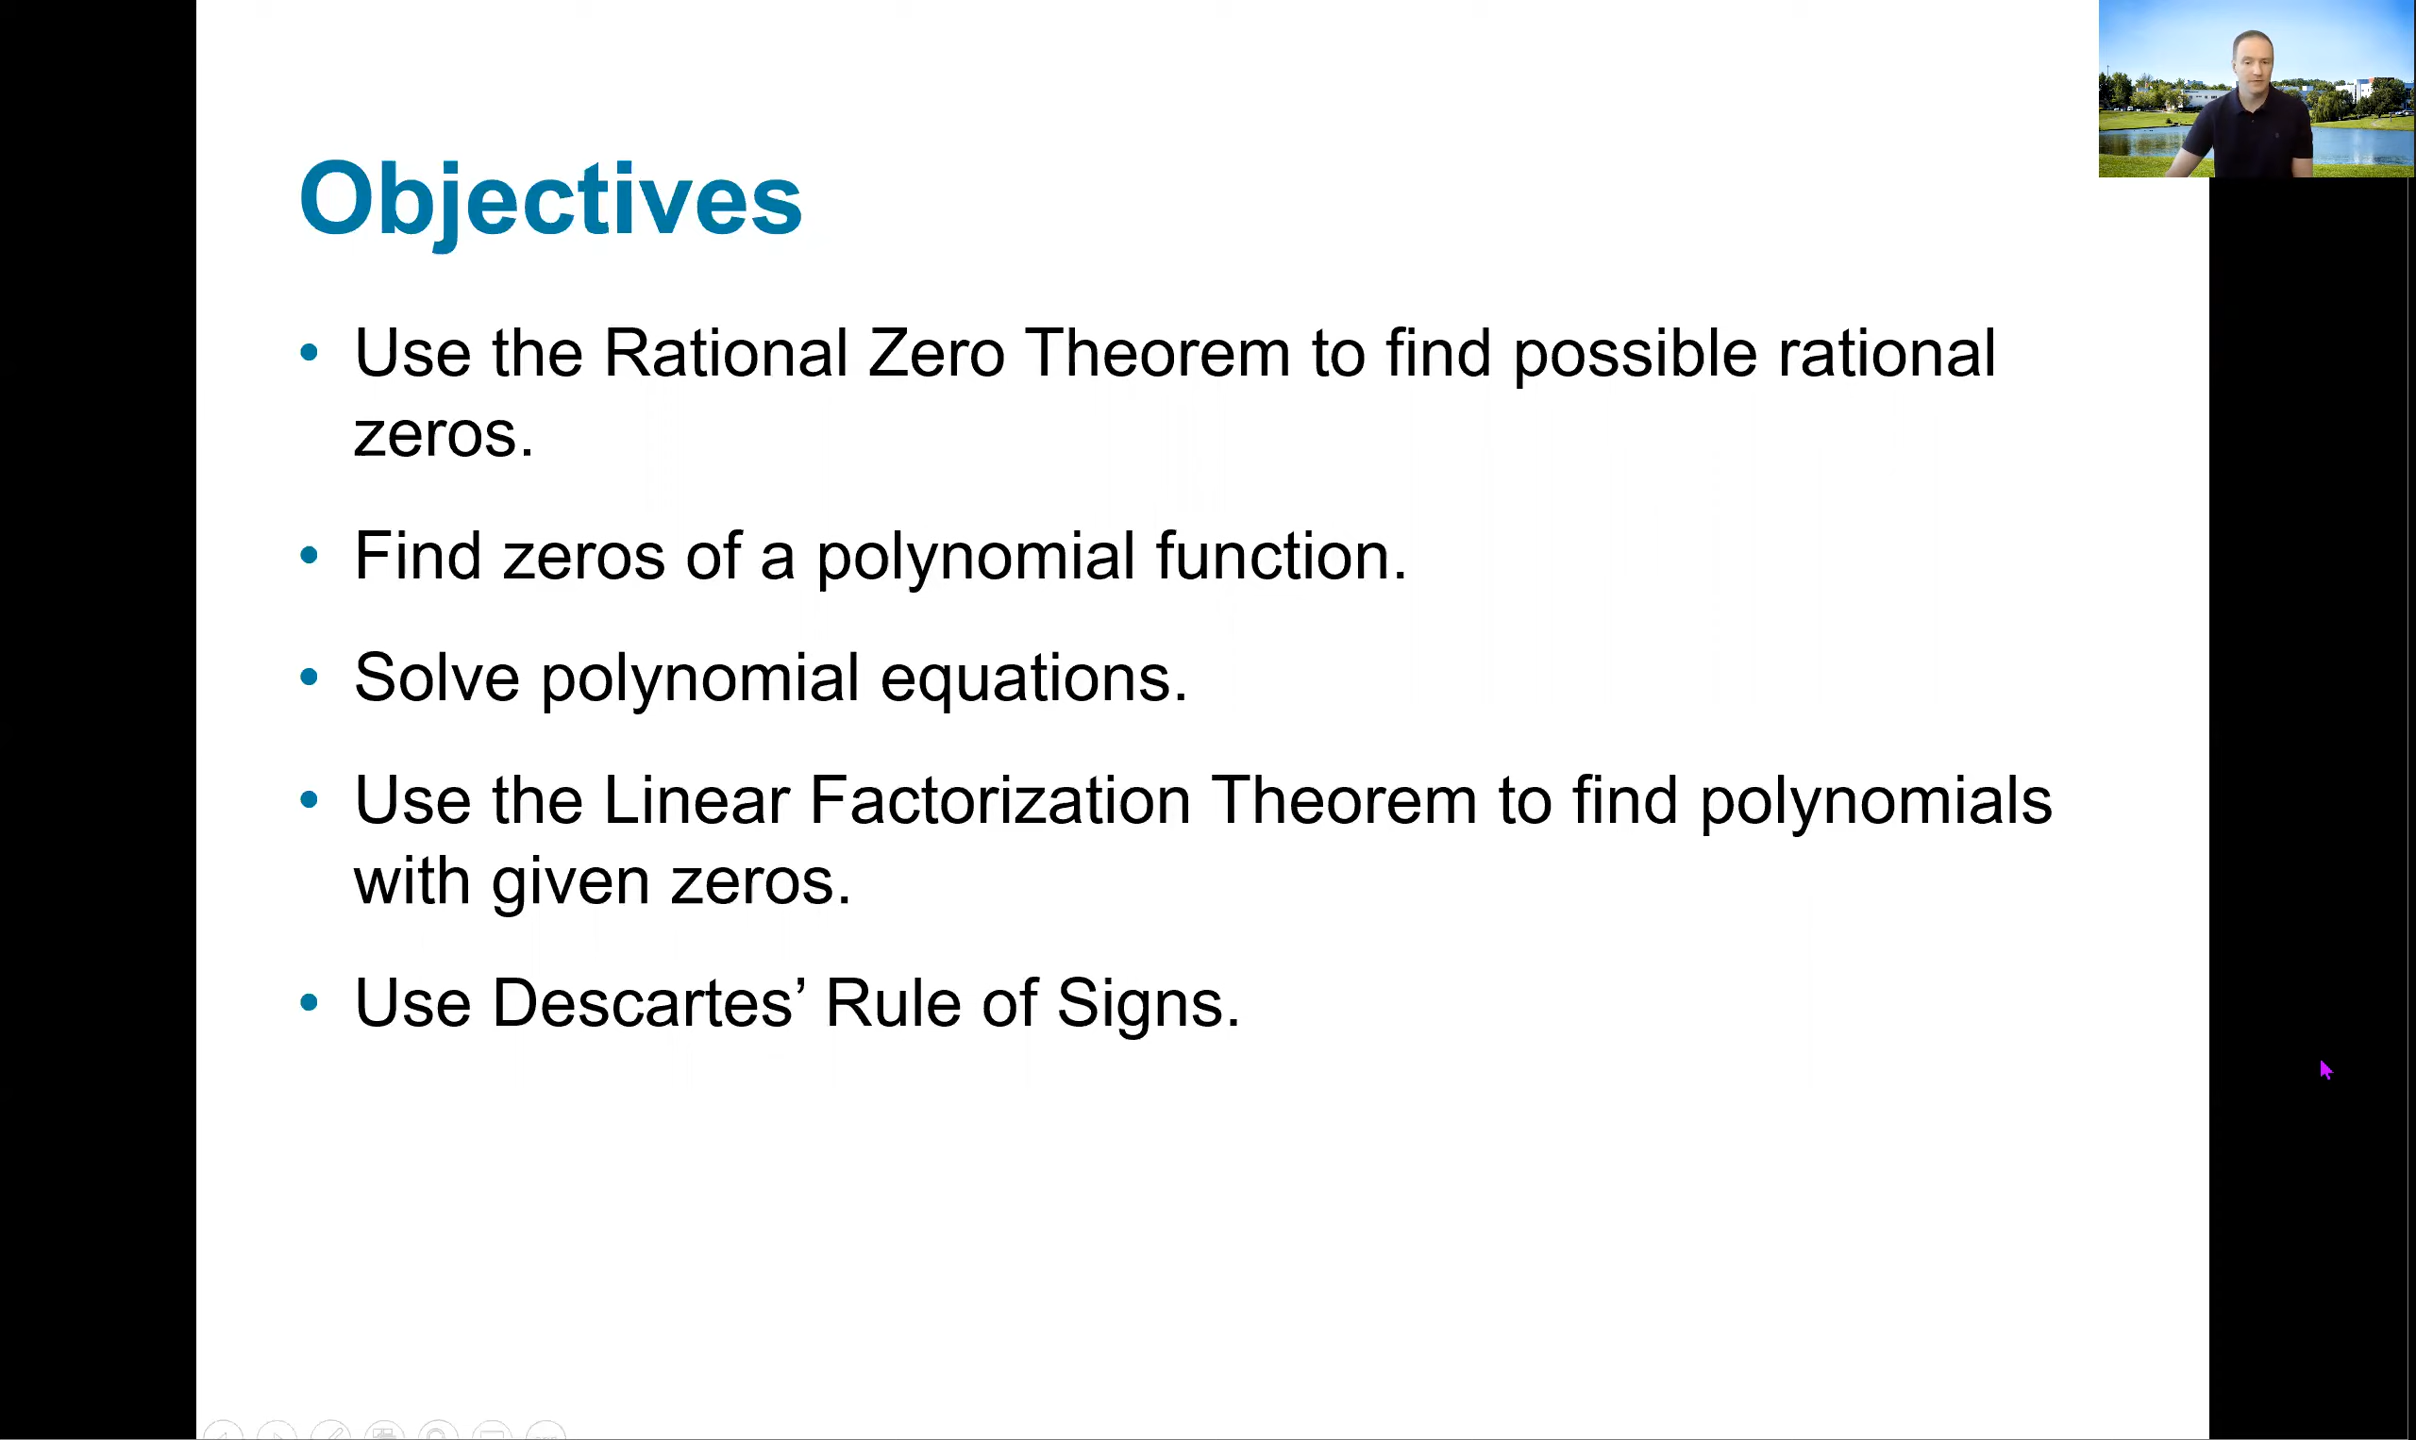 Objectives
• Use the Rational Zero Theorem to find possible rational
zeros.
• Find zeros of a polynomial function.
• Solve polynomial equations.
• Use the Linear Factorization Theorem to find polynomials
with given zeros.
• Use Descartes’ Rule of Signs.